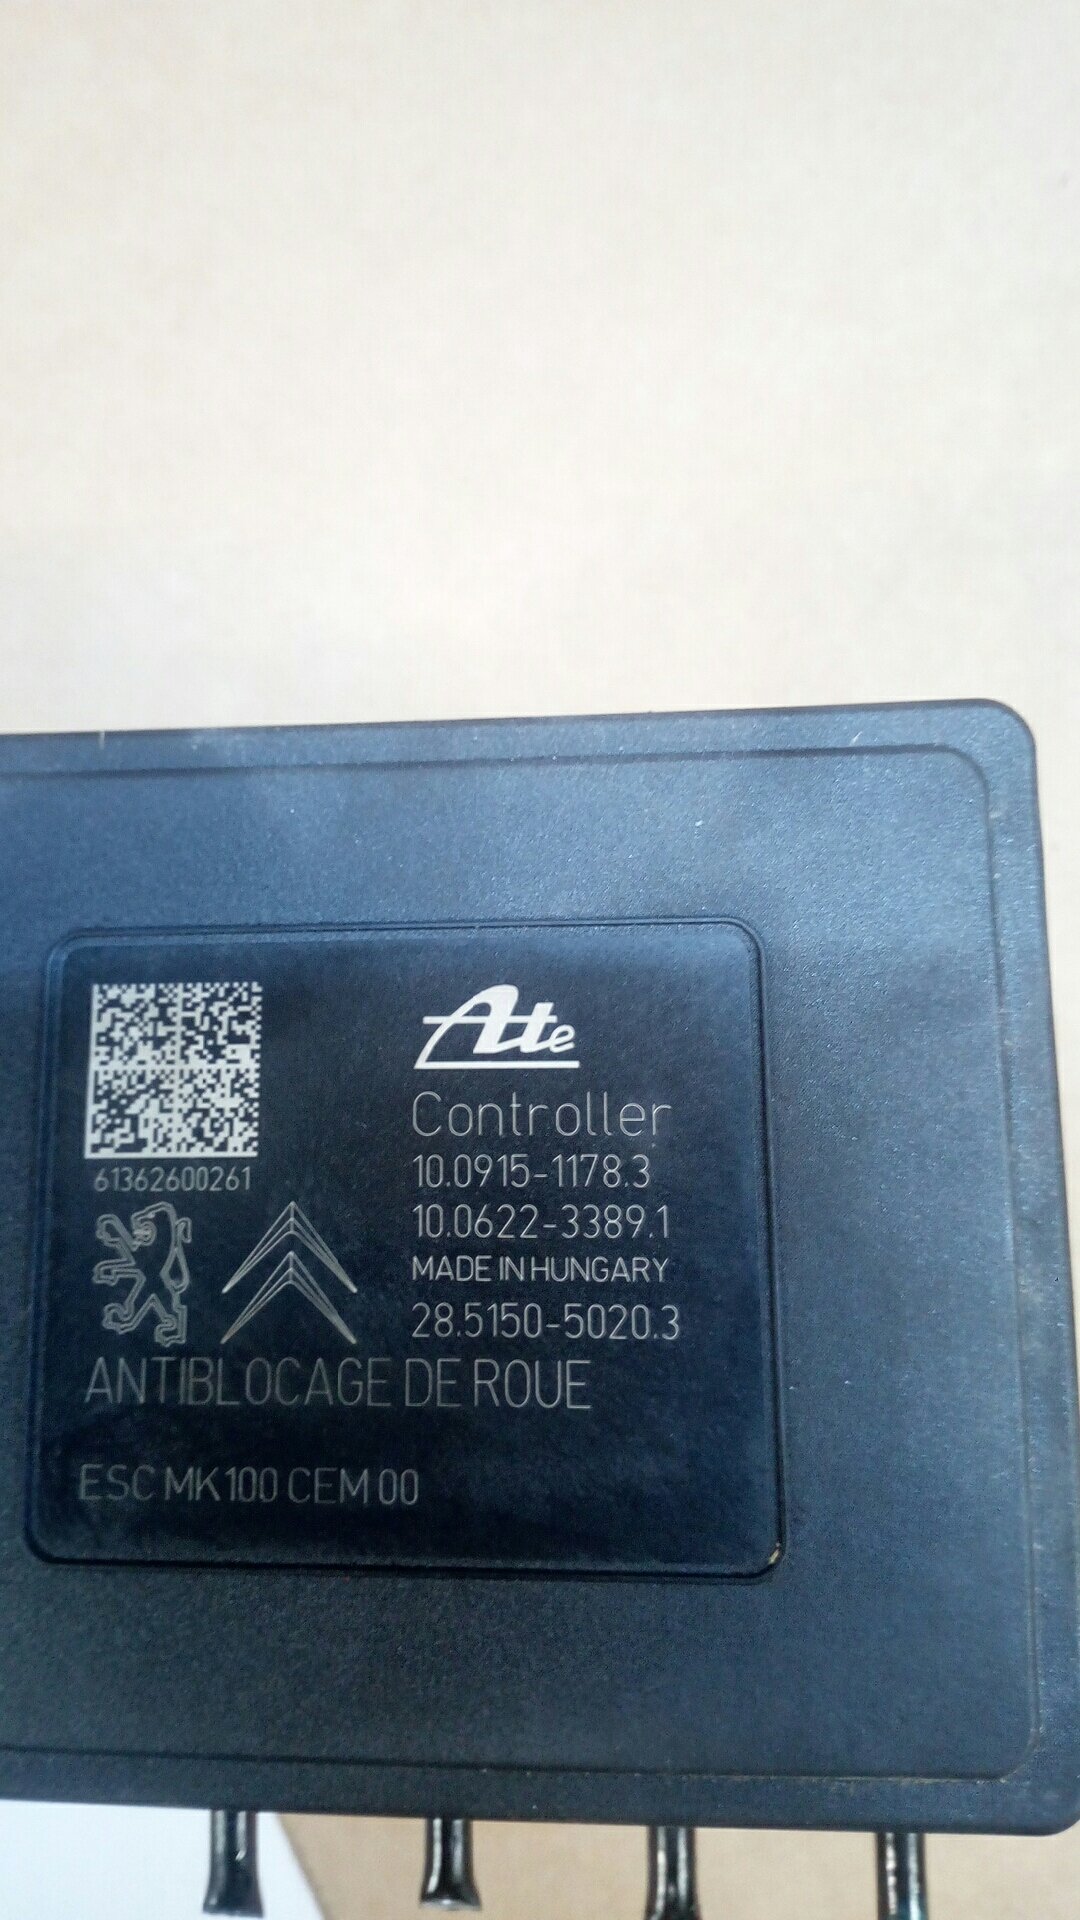 Ate
Controller
10.0915-1178.3
10.0622-3389.1
MADE IN HUNGARY
28.5150-5020.3
61362600261
ANTIBLOCAGE DE ROUE
ESC MK100 CEM 00